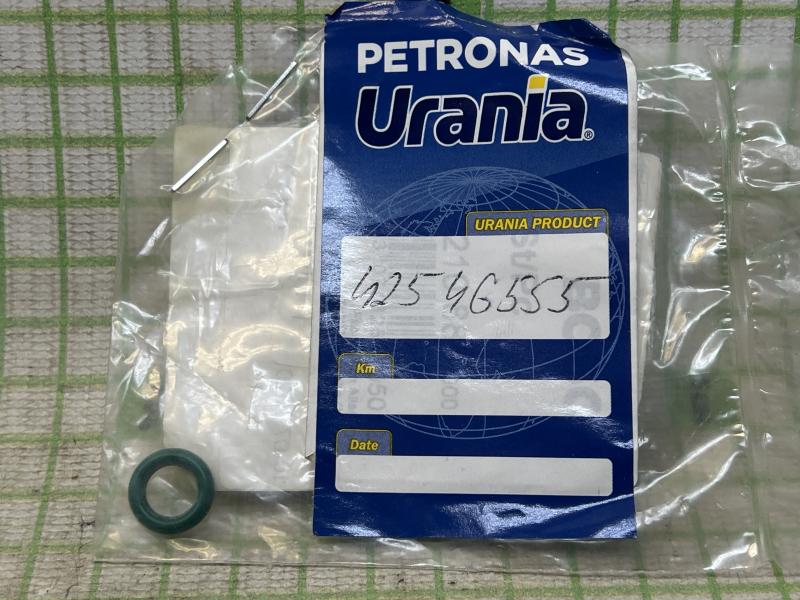 PETRONAS
Urania®
URANIA PRODUCT
42546555
Km
Date